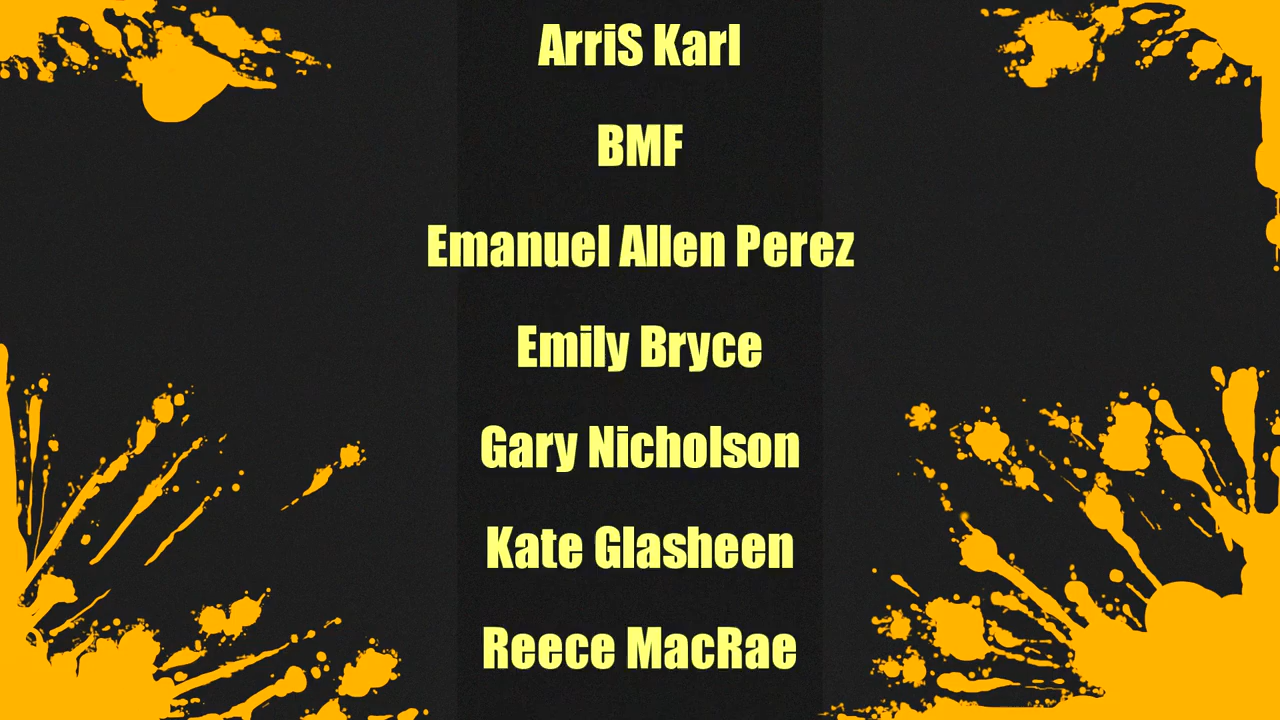 ArriS Karl
BMF
Emanuel Allen Perez
Emily Bryce
Gary Nicholson
Kate Glasheen
Reece MacRae